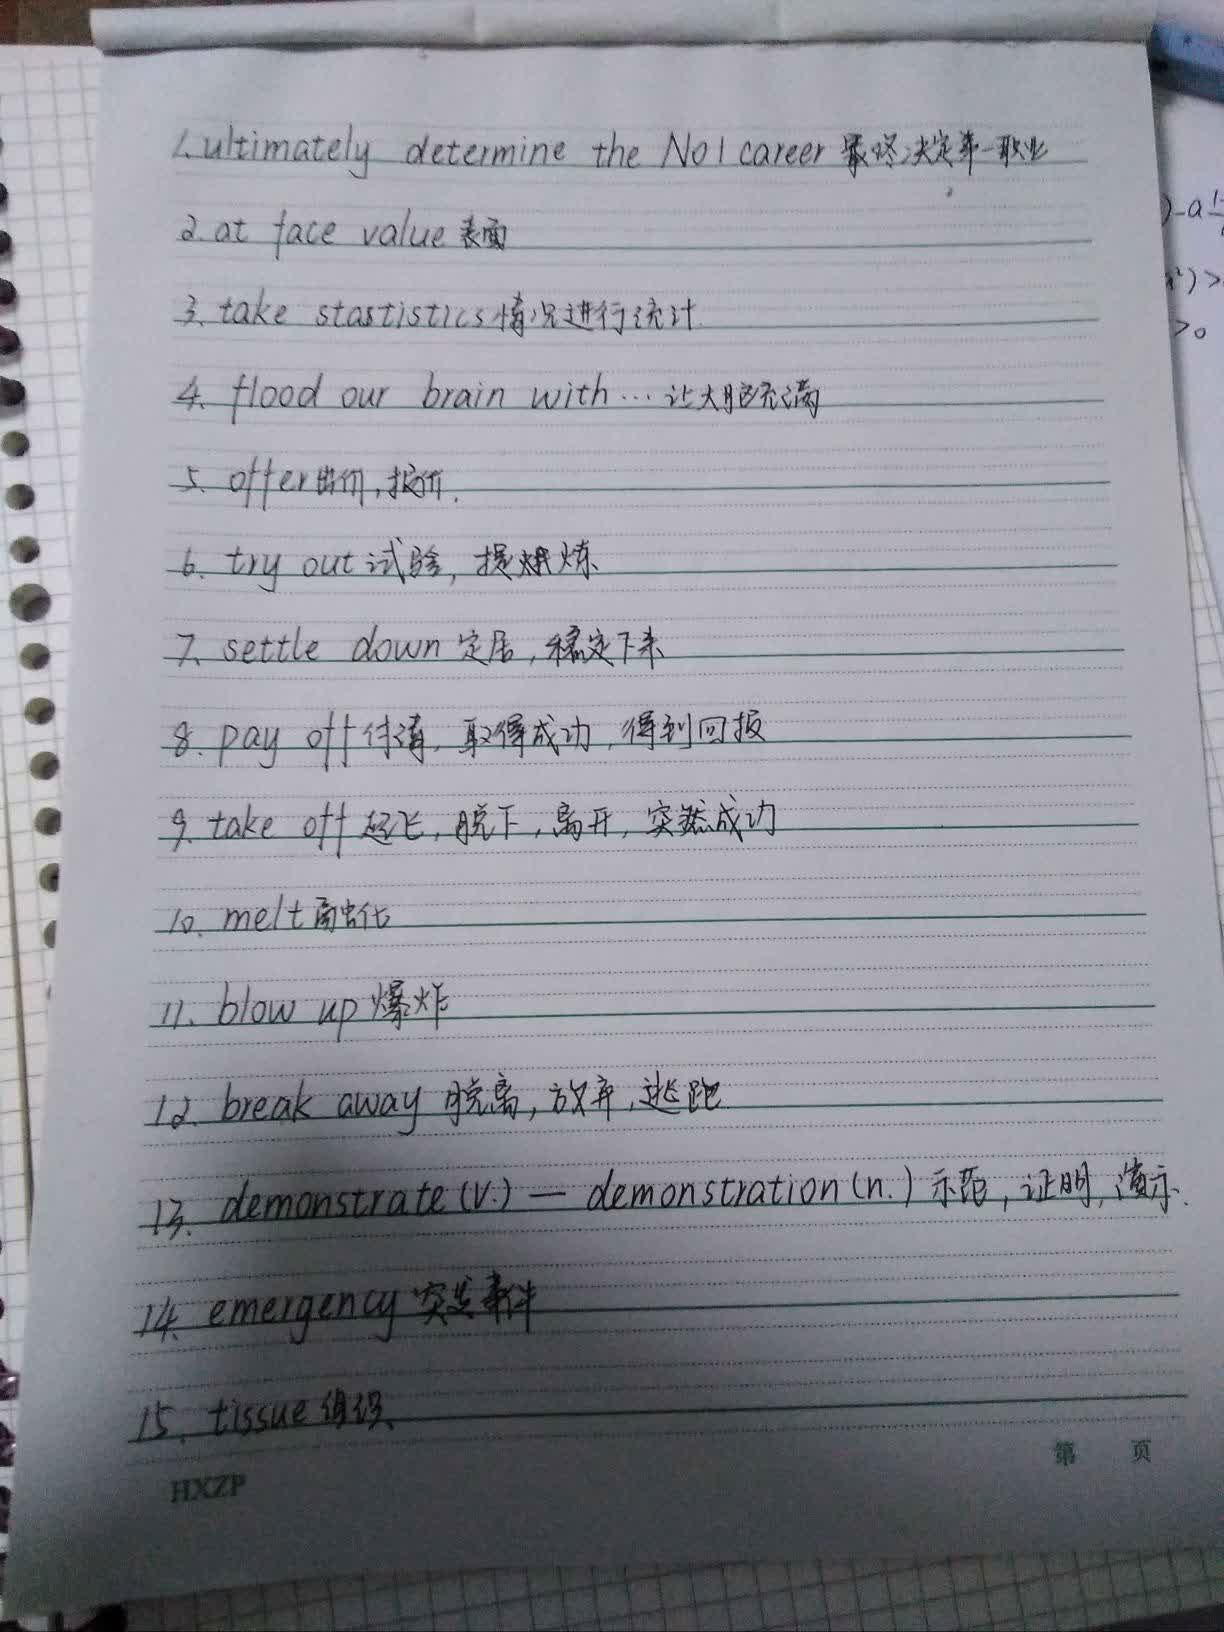 1. ultimately determine the No1 career 最终决定第一职业
2. at face value 表面
3. take stastistics 情况进行统计
4. flood our brain with … 让大脑充满
5. offer 出价,报价.
6. try out 试验, 提 炼
7. settle down 定居,稳定下来
8. pay off 付清, 取得成功,得到回报
9. take off 起飞,脱下,离开,突然成功
10. melt 融化
11. blow up 爆炸
12. break away 脱离,放弃,逃跑
13. demonstrate (v.) — demonstration (n.) 示范,证明,演示.
14. emergency 突发事件
15. tissue 组织
HXZP
第 页